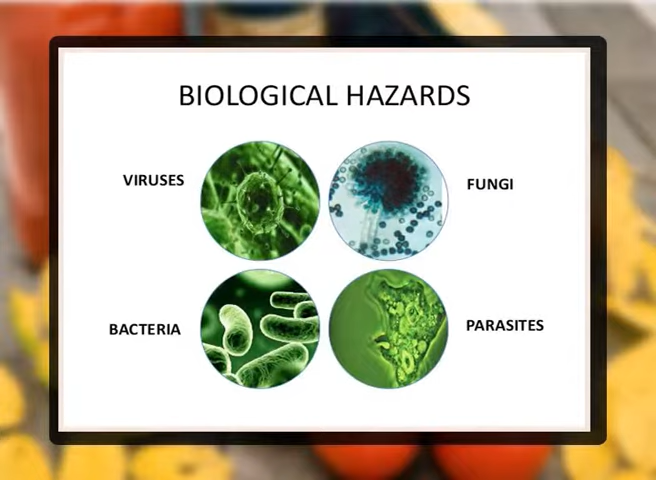 BIOLOGICAL HAZARDS
VIRUSES
FUNGI
BACTERIA
PARASITES